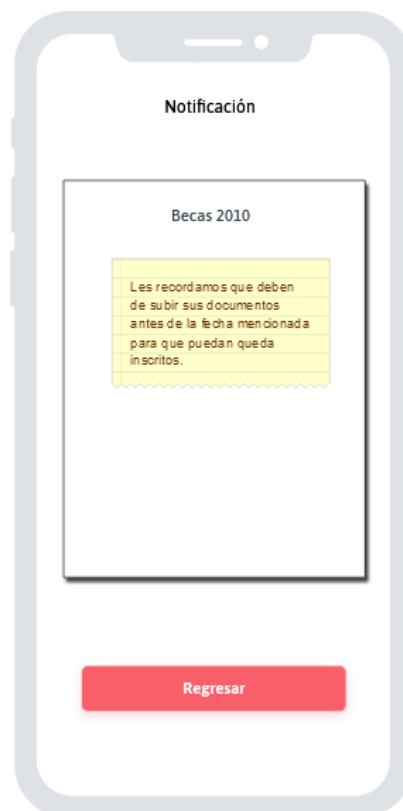 Notificación
Becas 2010
Les recordamos que deben
de subir sus documentos
antes de la fecha mencionada
para que puedan queda
inscritos.
Regresar